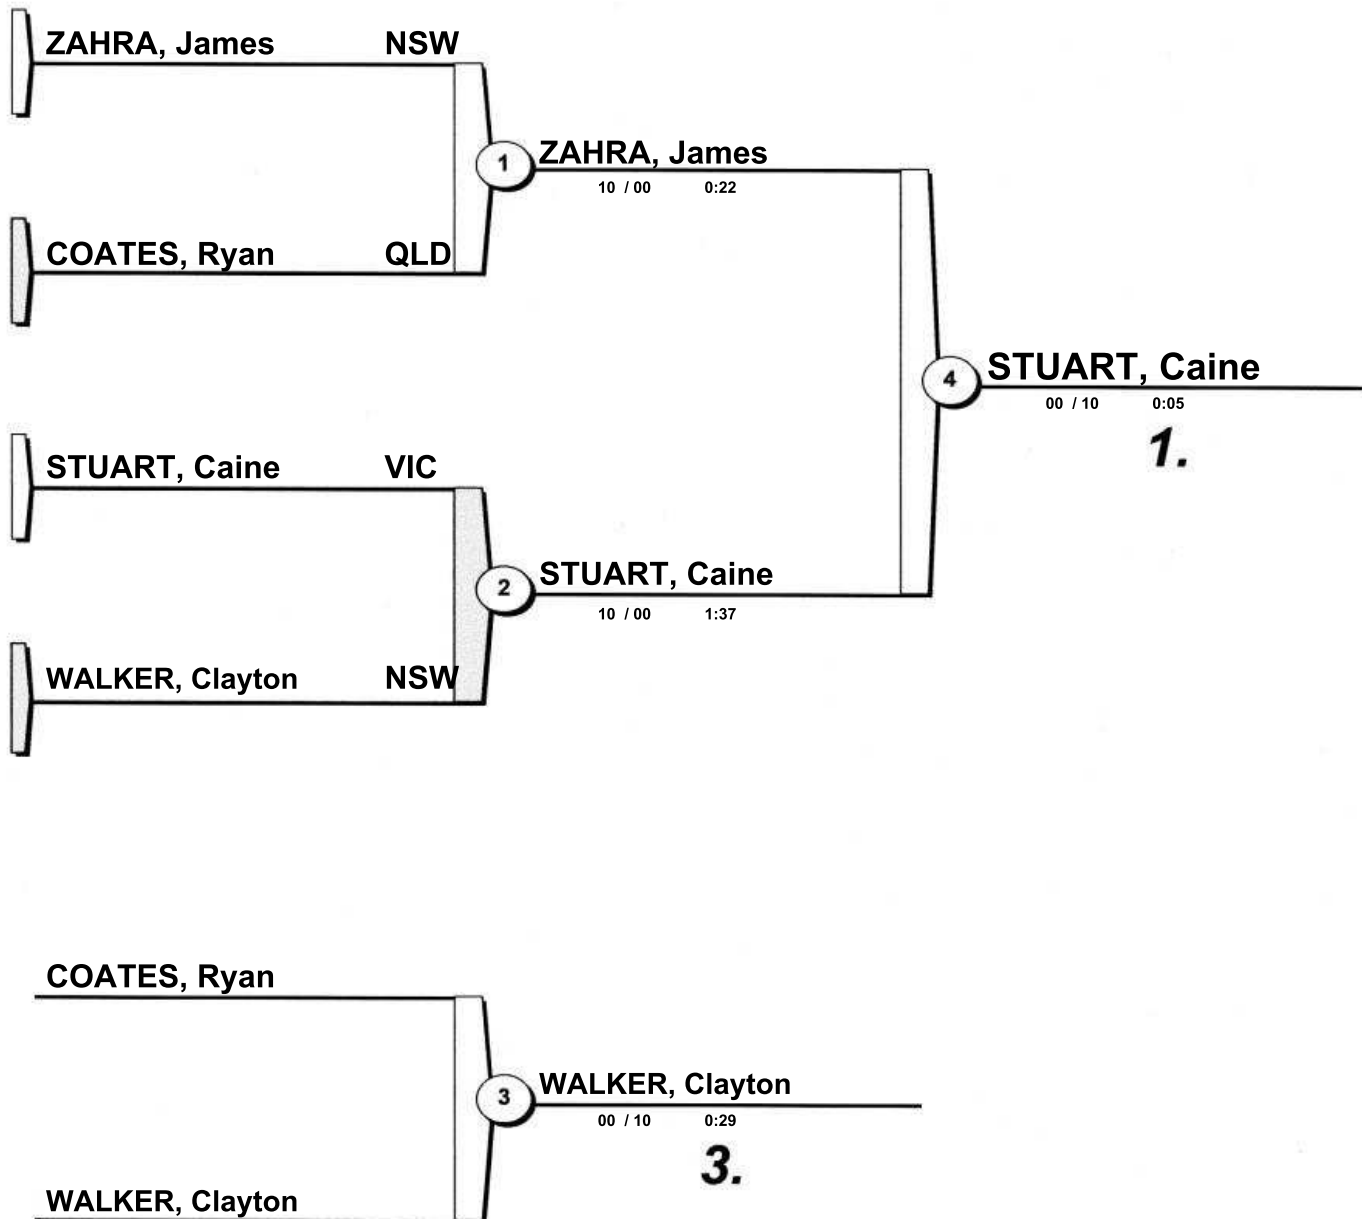 ZAHRA, James NSW
1 ZAHRA, James
10 / 00 0:22
COATES, Ryan QLD
4 STUART, Caine
00 / 10 0:05
1.
STUART, Caine VIC
2 STUART, Caine
10 / 00 1:37
WALKER, Clayton NSW
COATES, Ryan
3 WALKER, Clayton
00 / 10 0:29
3.
WALKER, Clayton